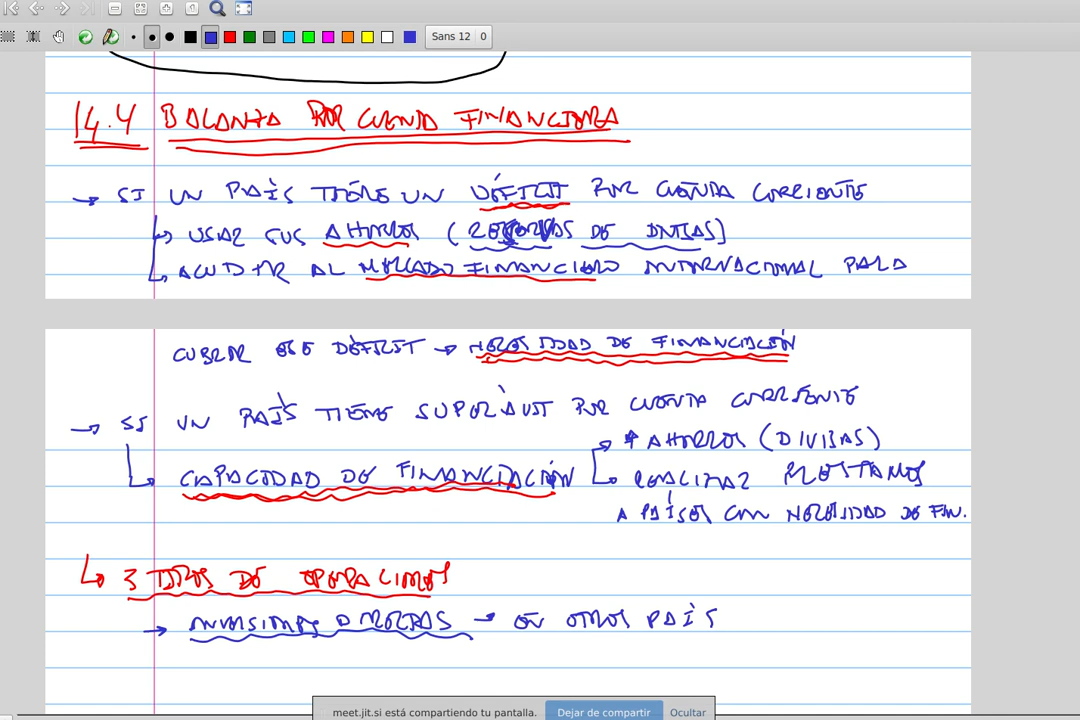 Sans 12 0
14.4 BALANZA POR CUENTA FINANCIERA
→ SI UN PAÍS TIENE UN DÉFICIT POR CUENTA CORRIENTE
↳ USAR SUS AHORROS (RESERVAS DE DIVISAS)
↳ ACUDIR AL MERCADO FINANCIERO INTERNACIONAL PARA
CUBRIR ESE DÉFICIT → NECESIDAD DE FINANCIACIÓN
→ SI UN PAÍS TIENE SUPERÁVIT POR CUENTA CORRIENTE
↳ CAPACIDAD DE FINANCIACIÓN
↑ AHORROS (DIVISAS)
↳ REALIZAR PRÉSTAMOS
A PAÍSES CON NECESIDAD DE FIN.
↳ 3 TIPOS DE OPERACIONES
→ INVERSIONES DIRECTAS → EN OTROS PAÍS
meet.jit.si está compartiendo tu pantalla. Dejar de compartir Ocultar